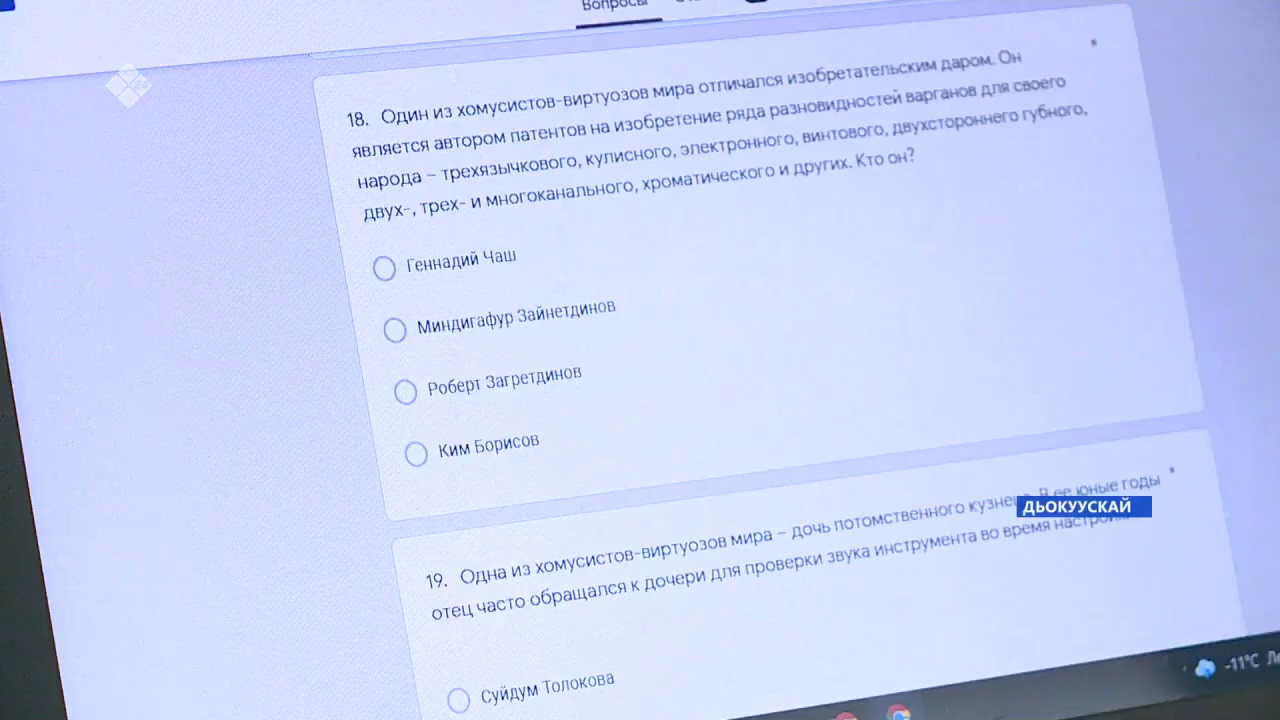 Вопросы
18. Один из хомусистов-виртуозов мира отличался изобретательским даром. Он *
является автором патентов на изобретение ряда разновидностей варганов для своего
народа – трехязычкового, кулисного, электронного, винтового, двухстороннего губного,
двух-, трех- и многоканального, хроматического и других. Кто он?
Геннадий Чаш
Миндигафур Зайнетдинов
Роберт Загретдинов
Ким Борисов
19. Одна из хомусистов-виртуозов мира – дочь потомственного В ее юные годы *
ДЬОКУУСКАЙ
отец часто обращался к дочери для проверки звука инструмента во время
Суйдум Толокова
-11°C